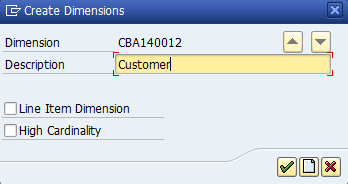 Create Dimensions
Dimension CBA140012
Description Customer
Line Item Dimension
High Cardinality